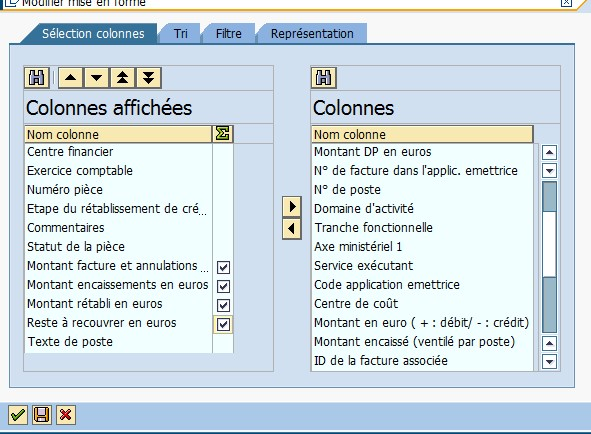 Modifier mise en forme
Sélection colonnes
Tri
Filtre
Représentation
Colonnes affichées
Nom colonne
Centre financier
Exercice comptable
Numéro pièce
Etape du rétablissement de cré...
Commentaires
Statut de la pièce
Montant facture et annulations ...
Montant encaissements en euros
Montant rétabli en euros
Reste à recouvrer en euros
Texte de poste
Colonnes
Nom colonne
Montant DP en euros
N° de facture dans l'applic. emettrice
N° de poste
Domaine d'activité
Tranche fonctionnelle
Axe ministériel 1
Service exécutant
Code application emettrice
Centre de coût
Montant en euro ( + : débit/ - : crédit)
Montant encaissé (ventilé par poste)
ID de la facture associée